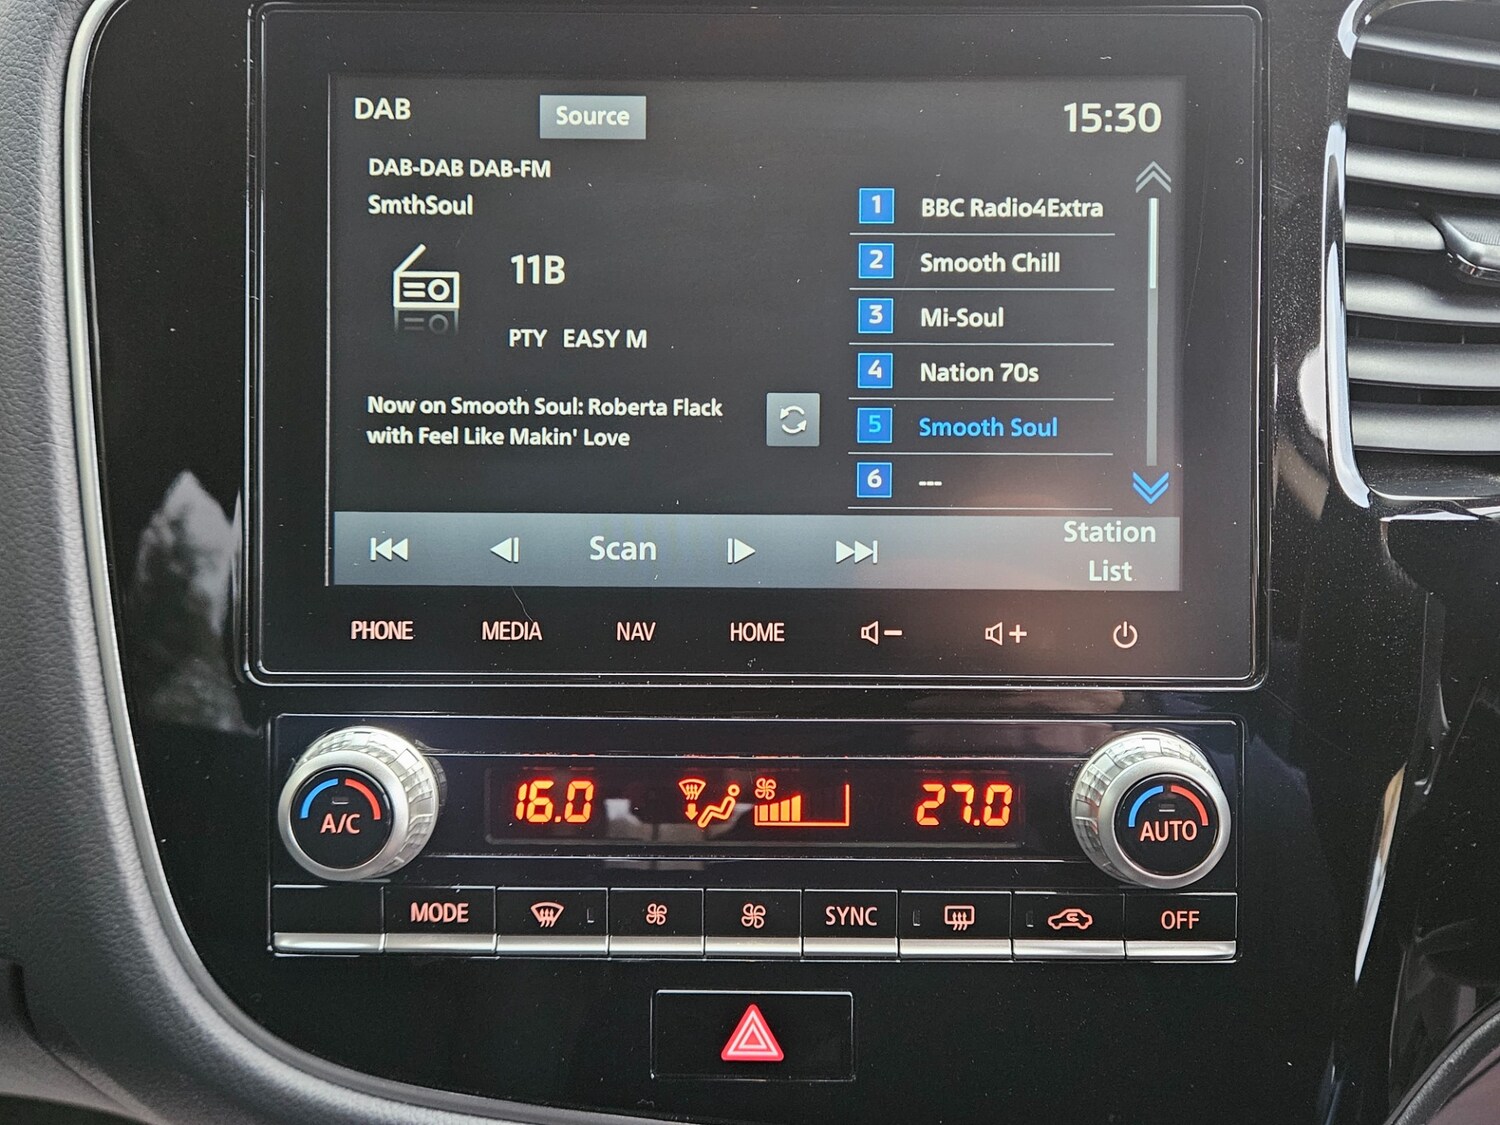 DAB
Source
15:30
DAB-DAB DAB-FM
SmthSoul
11B
PTY EASY M
Now on Smooth Soul: Roberta Flack
with Feel Like Makin' Love
1 BBC Radio4Extra
2 Smooth Chill
3 Mi-Soul
4 Nation 70s
5 Smooth Soul
6 ---
Scan
Station
List
PHONE MEDIA NAV HOME
16.0
27.0
A/C
AUTO
MODE
SYNC
OFF